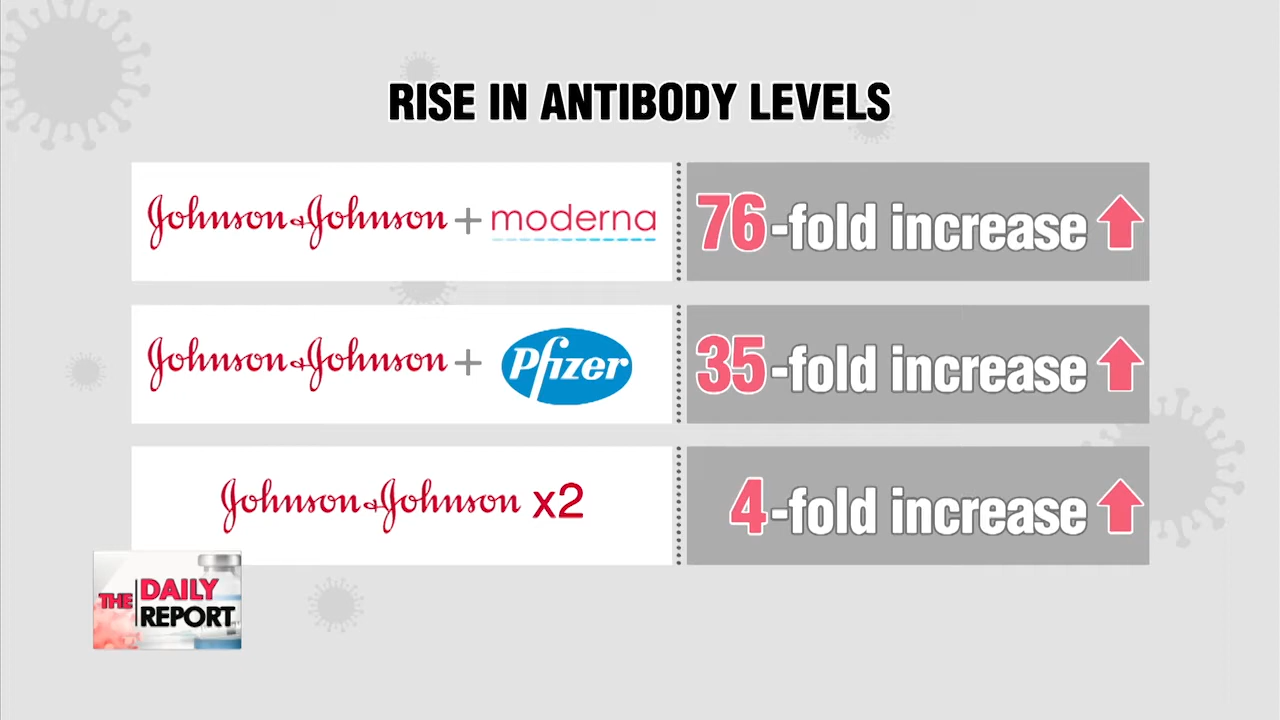 RISE IN ANTIBODY LEVELS
Johnson & Johnson + moderna 76-fold increase
Johnson & Johnson + Pfizer 35-fold increase
Johnson & Johnson x2 4-fold increase
THE DAILY
REPORT